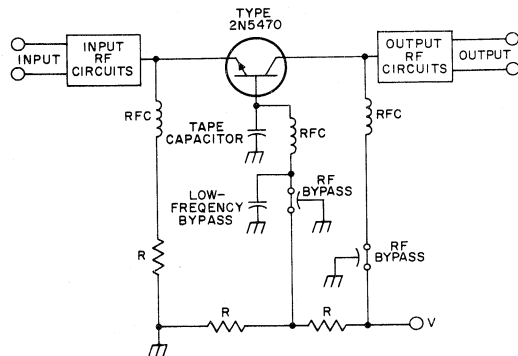 TYPE
2N5470
INPUT
INPUT
RF
CIRCUITS
OUTPUT
RF
CIRCUITS
OUTPUT
RFC
TAPE
CAPACITOR
RFC
RFC
LOW-
FREQENCY
BYPASS
RF
BYPASS
RF
BYPASS
R
R
R
V